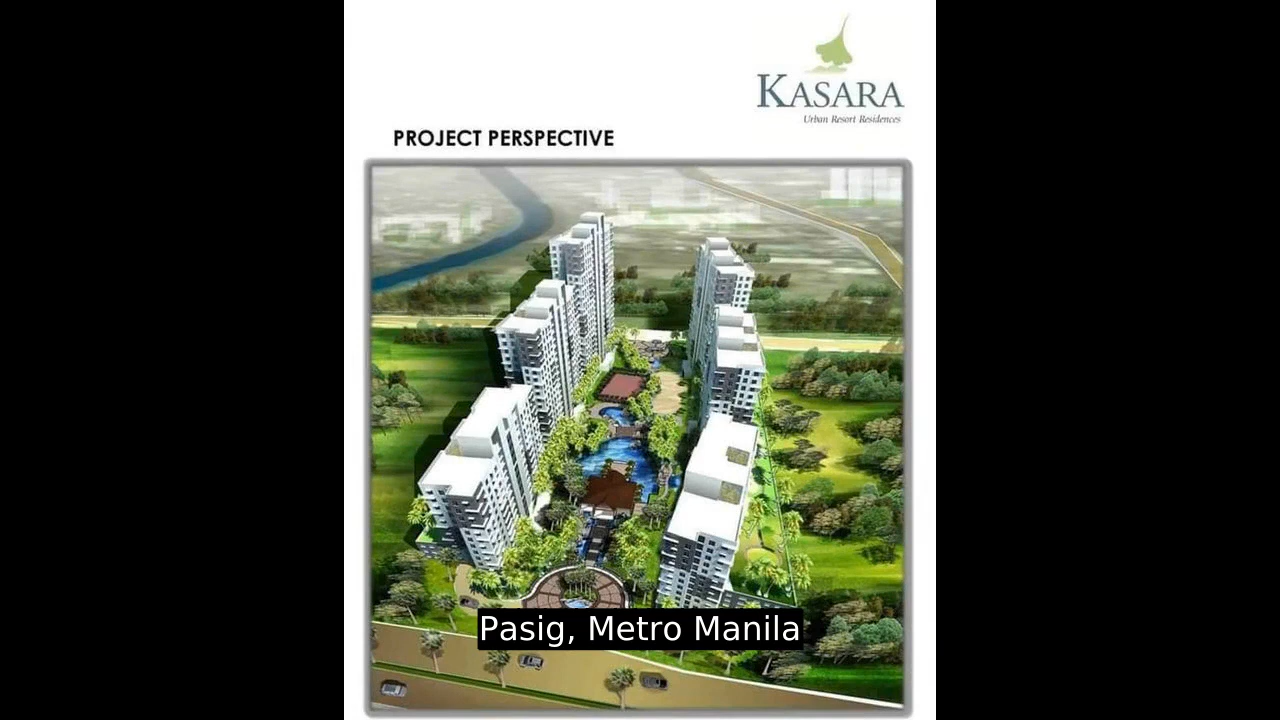 KASARA
Urban Resort Residences
PROJECT PERSPECTIVE
Pasig, Metro Manila